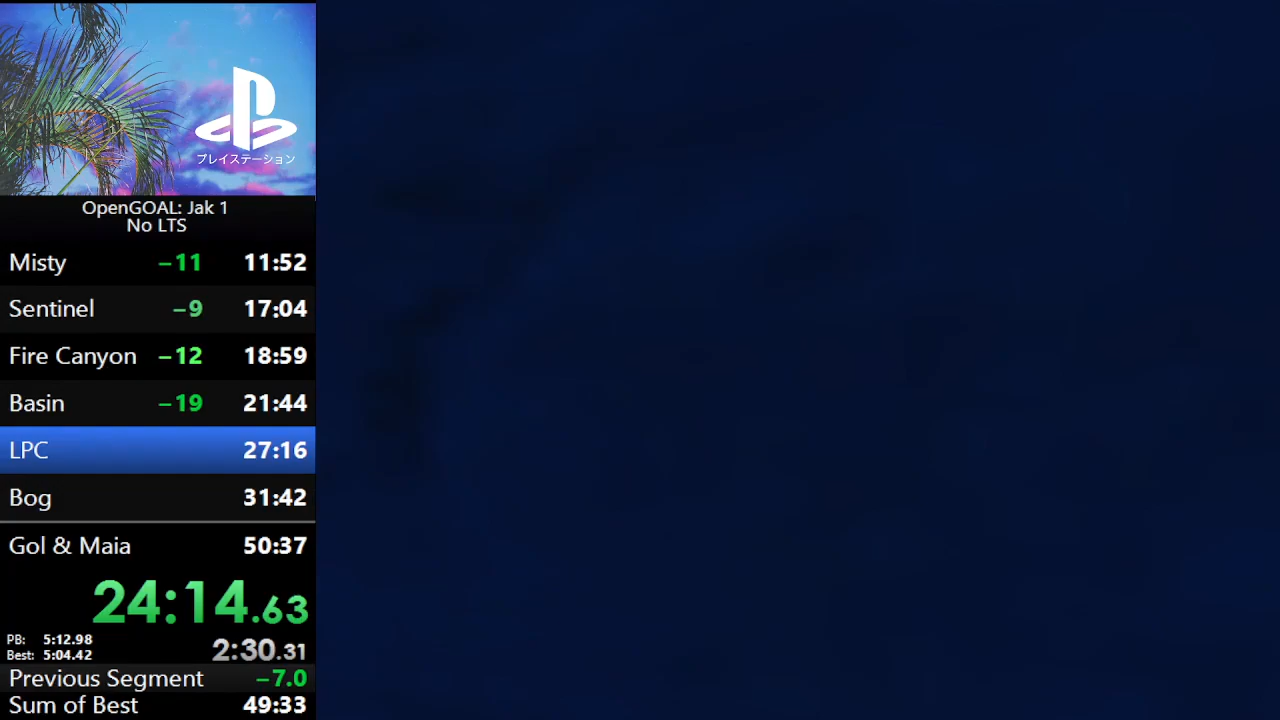 プレイステーション
OpenGOAL: Jak 1
No LTS
Misty -11 11:52
Sentinel -9 17:04
Fire Canyon -12 18:59
Basin -19 21:44
LPC 27:16
Bog 31:42
Gol & Maia 50:37
24:14.63
PB: 5:12.98
Best: 5:04.42
2:30.31
Previous Segment -7.0
Sum of Best 49:33